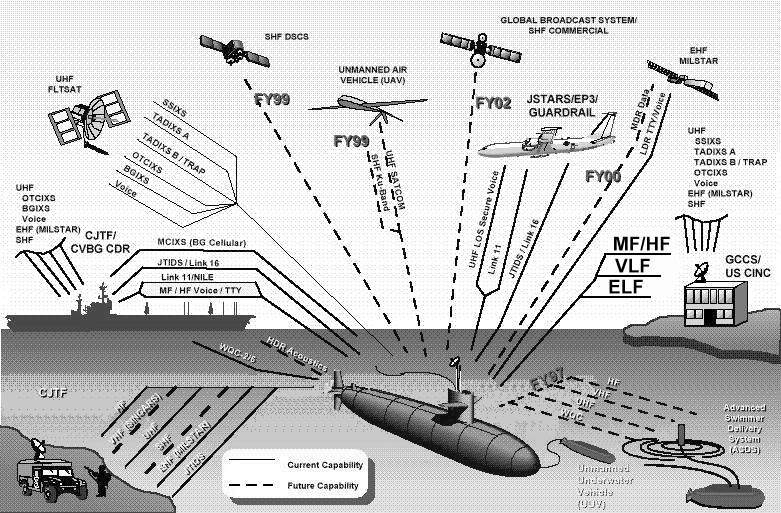 GLOBAL BROADCAST SYSTEM/
SHF COMMERCIAL
SHF DSCS
EHF
MILSTAR
UHF
FLTSAT
UNMANNED AIR
VEHICLE (UAV)
FY99
FY02
JSTARS/EP3/
GUARDRAIL
MDR Data
LDR TTY/Voice
SSIXS
TADIXS A
TADIXS B / TRAP
OTCIXS
BGIXS
Voice
FY99
UHF SATCOM
SHF Ku-Band
FY00
UHF
SSIXS
TADIXS A
TADIXS B / TRAP
OTCIXS
Voice
EHF (MILSTAR)
SHF
UHF
OTCIXS
BGIXS
Voice
EHF (MILSTAR)
SHF
CJTF/
CVBG CDR
MCIXS (BG Cellular)
JTIDS / Link 16
Link 11/NILE
MF / HF Voice / TTY
UHF LOS Secure Voice
Link 11
JTIDS / Link 16
MF/HF
VLF
ELF
GCCS/
US CINC
WQC-2/5
HDR Acoustics
CJTF
HF
VHF (SINCGARS)
UHF
SHF
EHF (MILSTAR)
JTIDS
FY97
HF
VHF
UHF
WQC
Advanced
Swimmer
Delivery
System
(ASDS)
Unmanned
Underwater
Vehicle
(UUV)
Current Capability
Future Capability